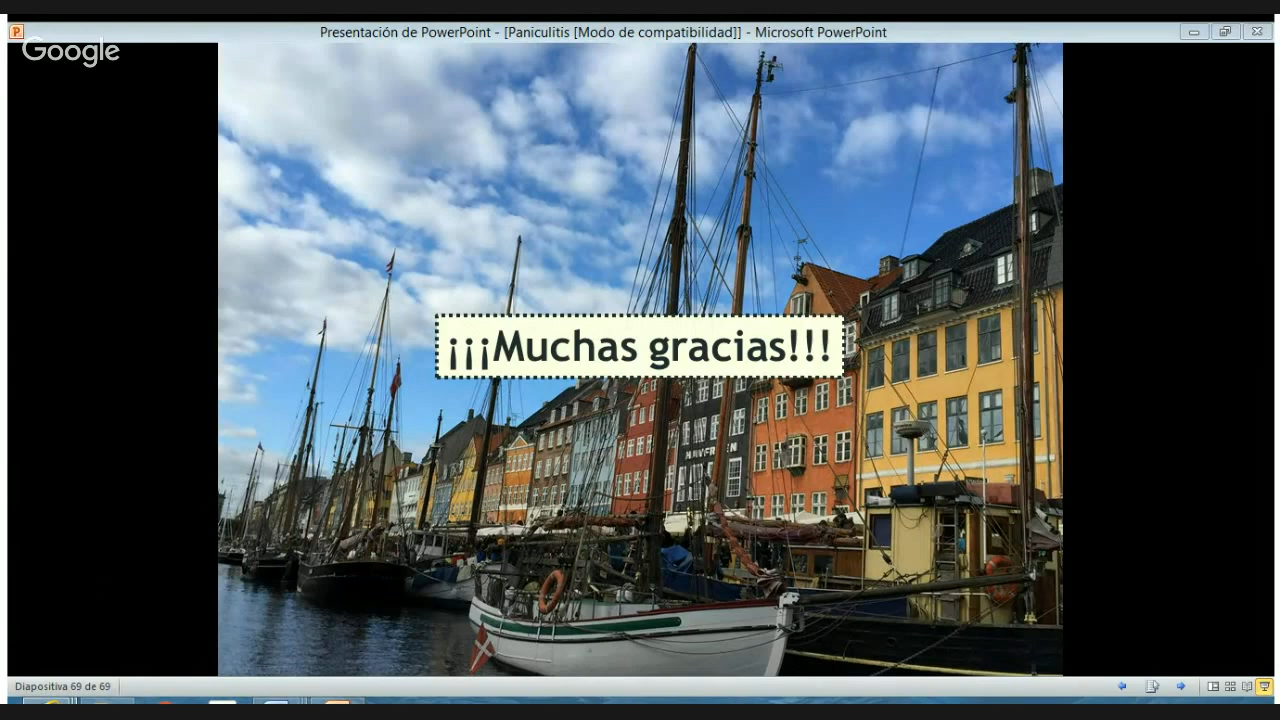 Presentación de PowerPoint - [Paniculitis [Modo de compatibilidad]] - Microsoft PowerPoint
Google
¡¡¡Muchas gracias!!!
Diapositiva 69 de 69